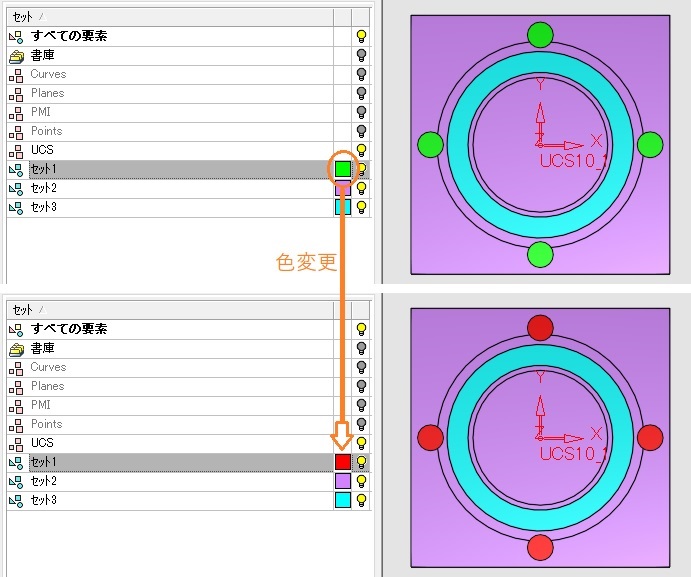 セット
すべての要素
書庫
Curves
Planes
PMI
Points
UCS
セット1
セット2
セット3
Y
Z
X
UCS10_
色変更
セット
すべての要素
書庫
Curves
Planes
PMI
Points
UCS
セット1
セット2
セット3
Y
Z
X
UCS10_